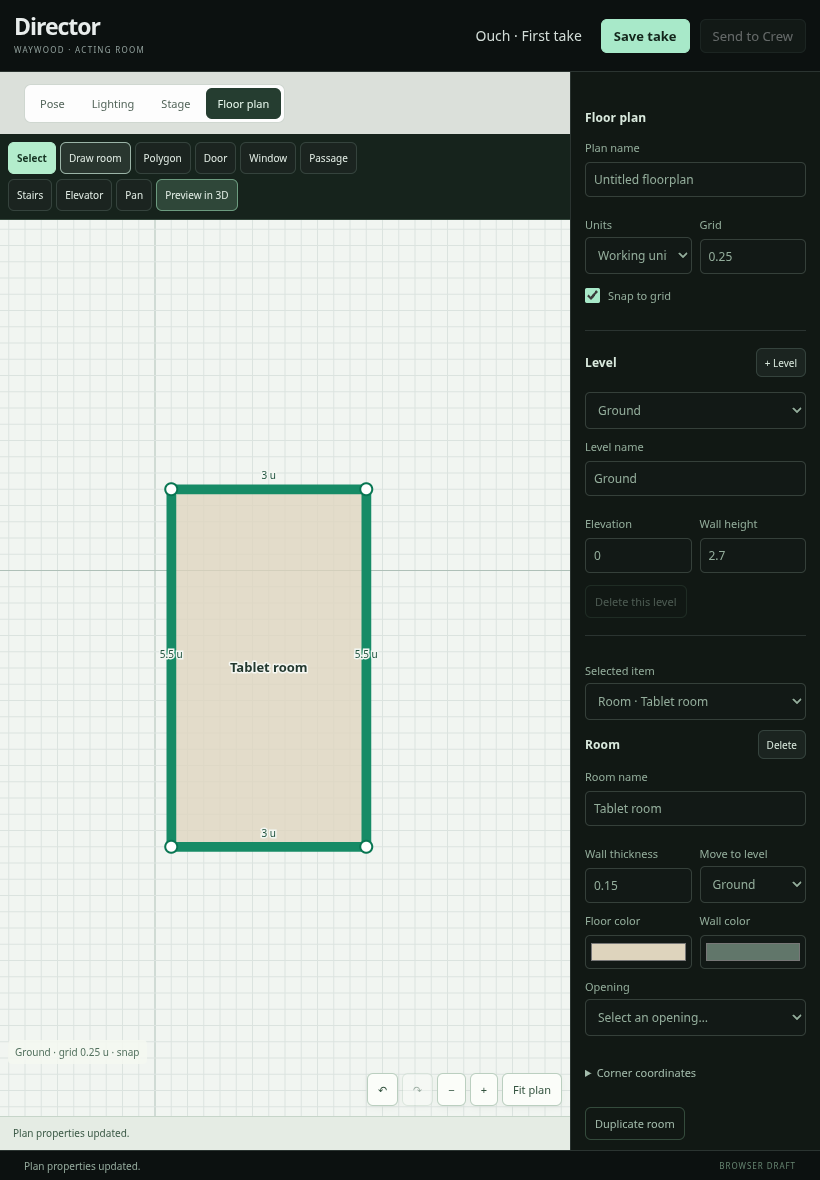 Director
WAYWOOD · ACTING ROOM
Ouch · First take
Save take
Send to Crew
Pose
Lighting
Stage
Floor plan
Select
Draw room
Polygon
Door
Window
Passage
Stairs
Elevator
Pan
Preview in 3D
3 u
5.5 u
5.5 u
Tablet room
3 u
Ground · grid 0.25 u · snap
↶
↷
−
+
Fit plan
Plan properties updated.
Floor plan
Plan name
Untitled floorplan
Units
Grid
Working uni
0.25
Snap to grid
Level
+ Level
Ground
Level name
Ground
Elevation
Wall height
0
2.7
Delete this level
Selected item
Room · Tablet room
Room
Delete
Room name
Tablet room
Wall thickness
Move to level
0.15
Ground
Floor color
Wall color
Opening
Select an opening...
Corner coordinates
Duplicate room
Plan properties updated.
BROWSER DRAFT